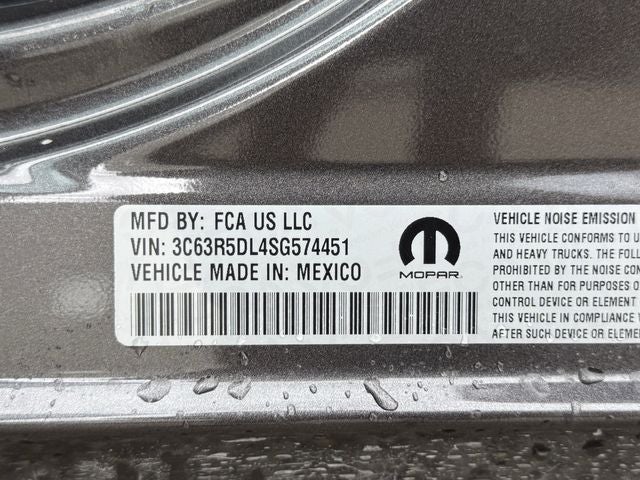 MFD BY: FCA US LLC
VIN: 3C63R5DL4SG574451
VEHICLE MADE IN: MEXICO
MOPAR
VEHICLE NOISE EMISSION
THIS VEHICLE CONFORMS TO U
AND HEAVY TRUCKS. THE FOLL
PROHIBITED BY THE NOISE CON
OTHER THAN FOR PURPOSES O
CONTROL DEVICE OR ELEMENT
THIS VEHICLE IN COMPLIANCE W
AFTER SUCH DEVICE OR ELEME